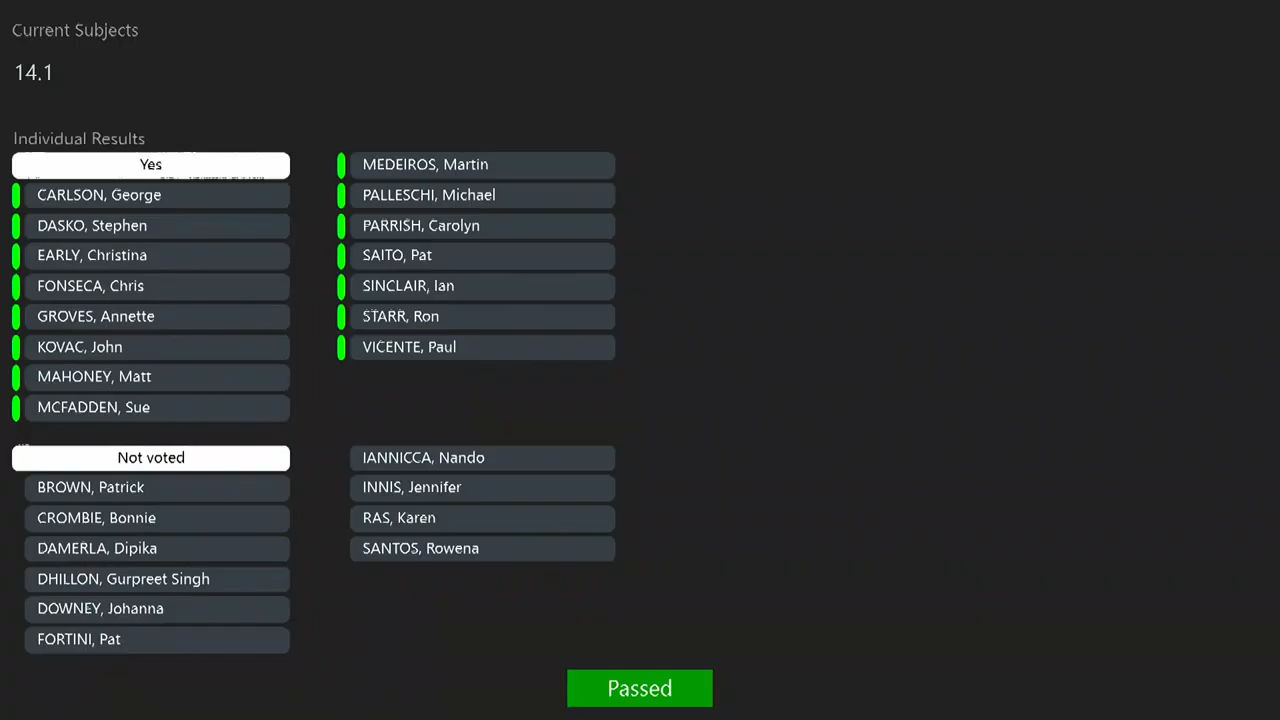 Current Subjects
14.1
Individual Results
Yes
CARLSON, George
DASKO, Stephen
EARLY, Christina
FONSECA, Chris
GROVES, Annette
KOVAC, John
MAHONEY, Matt
MCFADDEN, Sue
MEDEIROS, Martin
PALLESCHI, Michael
PARRISH, Carolyn
SAITO, Pat
SINCLAIR, Ian
STARR, Ron
VICENTE, Paul
Not voted
BROWN, Patrick
CROMBIE, Bonnie
DAMERLA, Dipika
DHILLON, Gurpreet Singh
DOWNEY, Johanna
FORTINI, Pat
IANNICCA, Nando
INNIS, Jennifer
RAS, Karen
SANTOS, Rowena
Passed